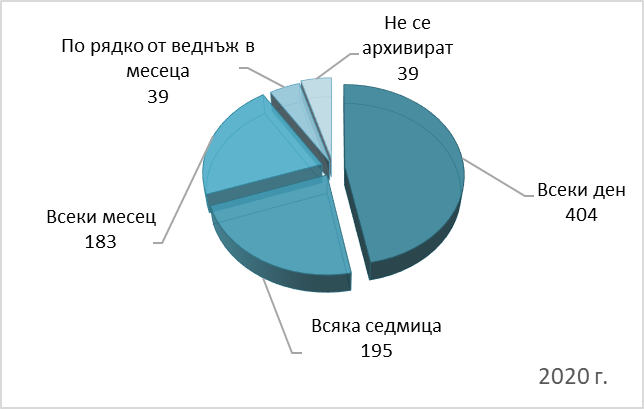 Не се
архивират
39
По рядко от веднъж в
месеца
39
Всеки ден
404
Всеки месец
183
Всяка седмица
195
2020 г.